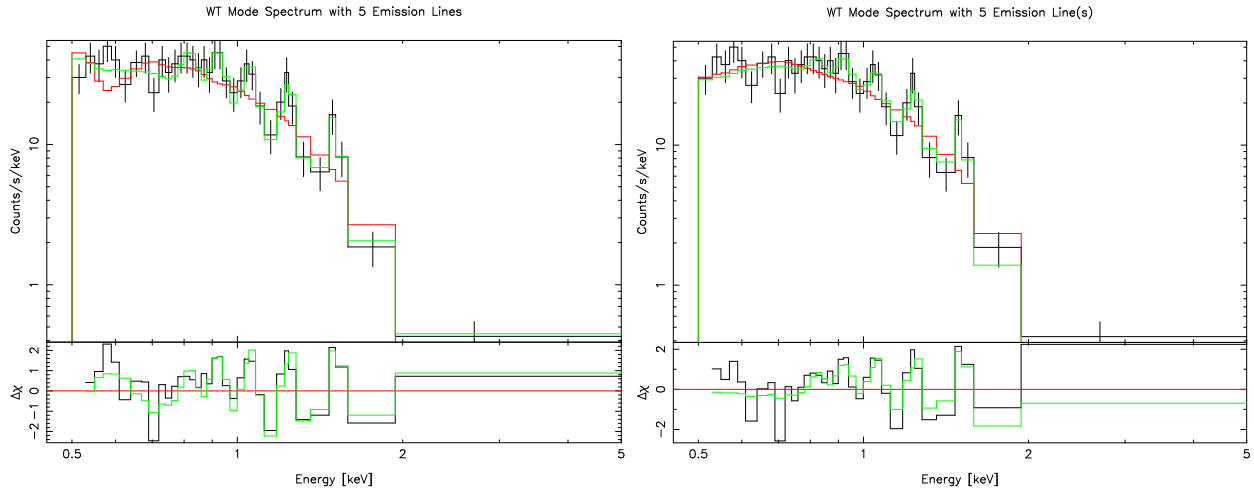 WT Mode Spectrum with 5 Emission Lines
Counts/s/keV
10
1
Δχ
2
1
0
−1
−2
0.5
1
2
5
Energy [keV]
WT Mode Spectrum with 5 Emission Line(s)
Counts/s/keV
10
1
Δχ
2
0
−2
0.5
1
2
5
Energy [keV]